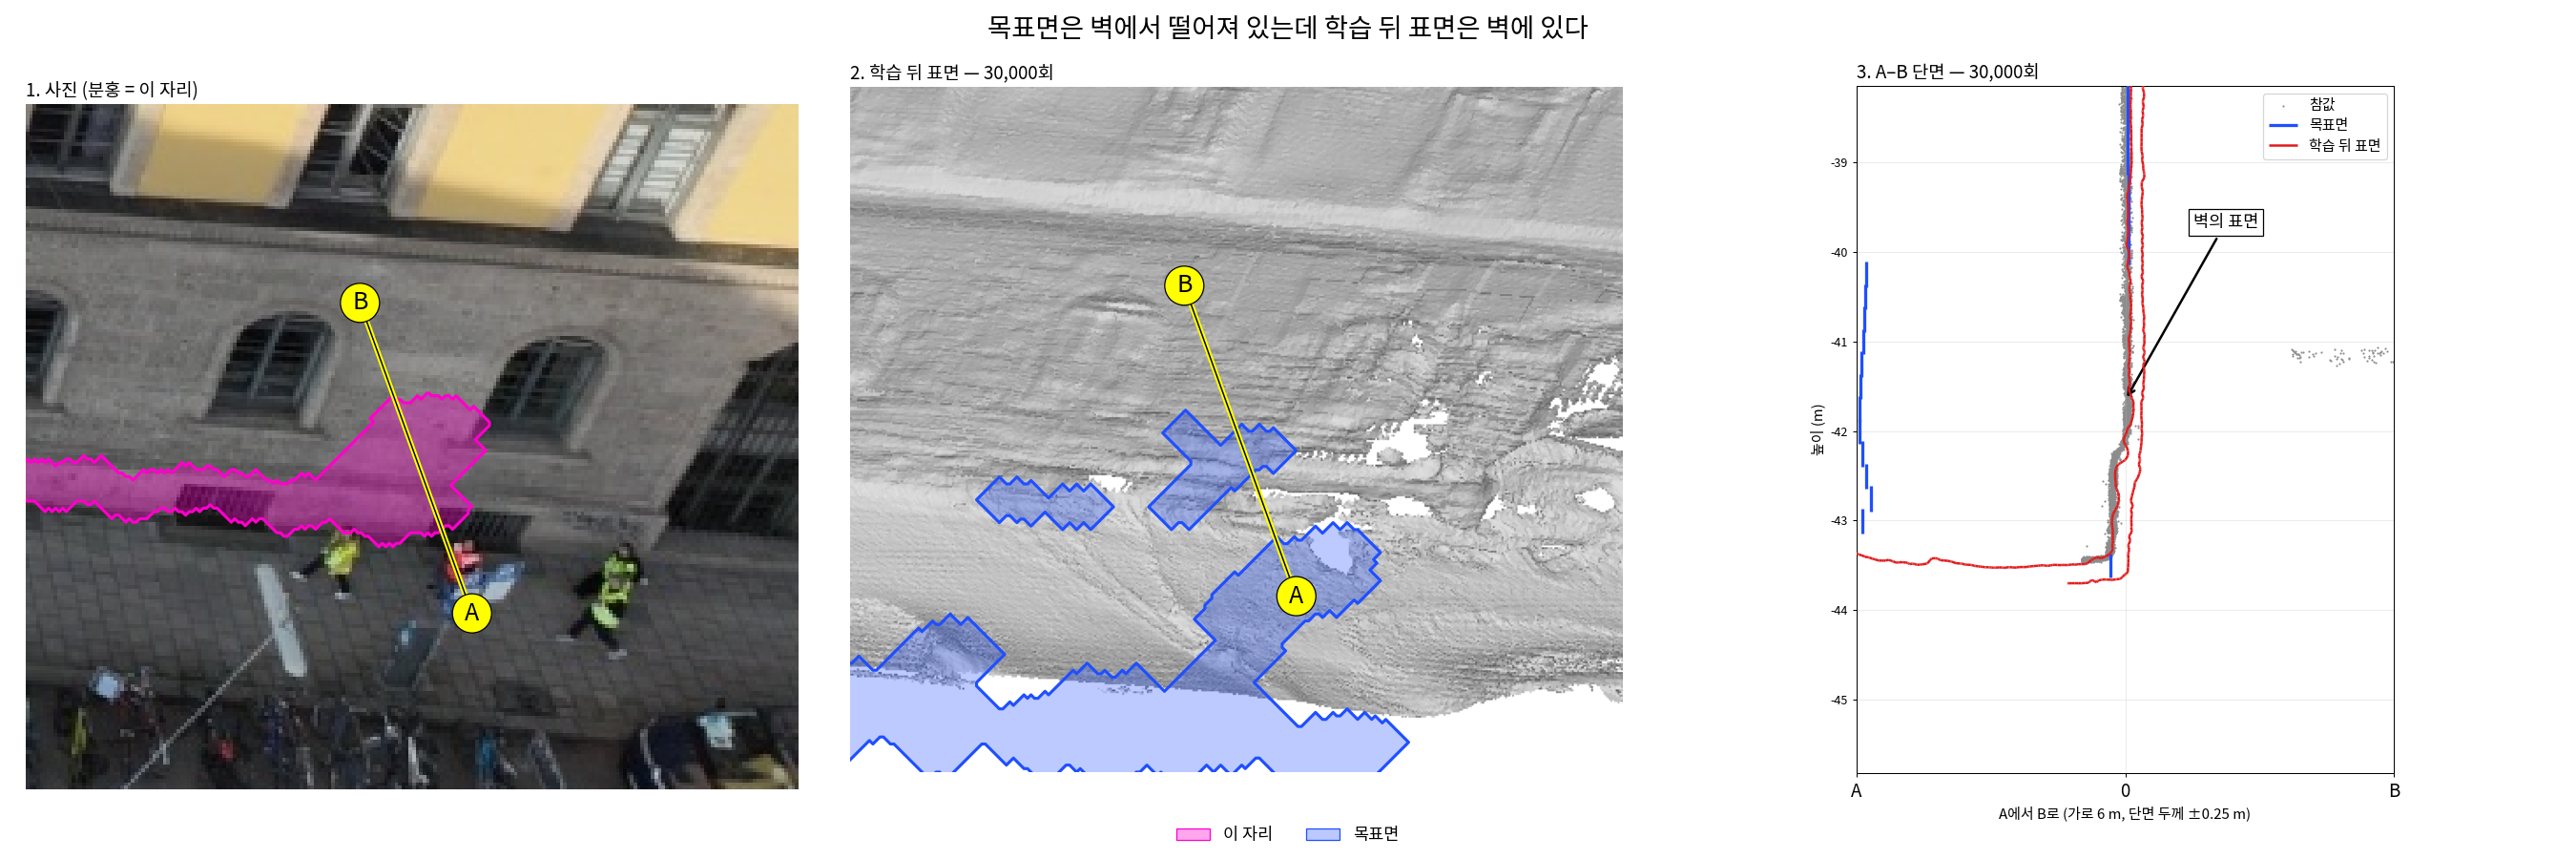 목표면은 벽에서 떨어져 있는데 학습 뒤 표면은 벽에 있다
1. 사진 (분홍 = 이 자리)
B
A
2. 학습 뒤 표면 — 30,000회
B
A
이 자리
목표면
3. A–B 단면 — 30,000회
참값
목표면
학습 뒤 표면
벽의 표면
높이 (m)
-39
-40
-41
-42
-43
-44
-45
A
0
B
A에서 B로 (가로 6 m, 단면 두께 ±0.25 m)